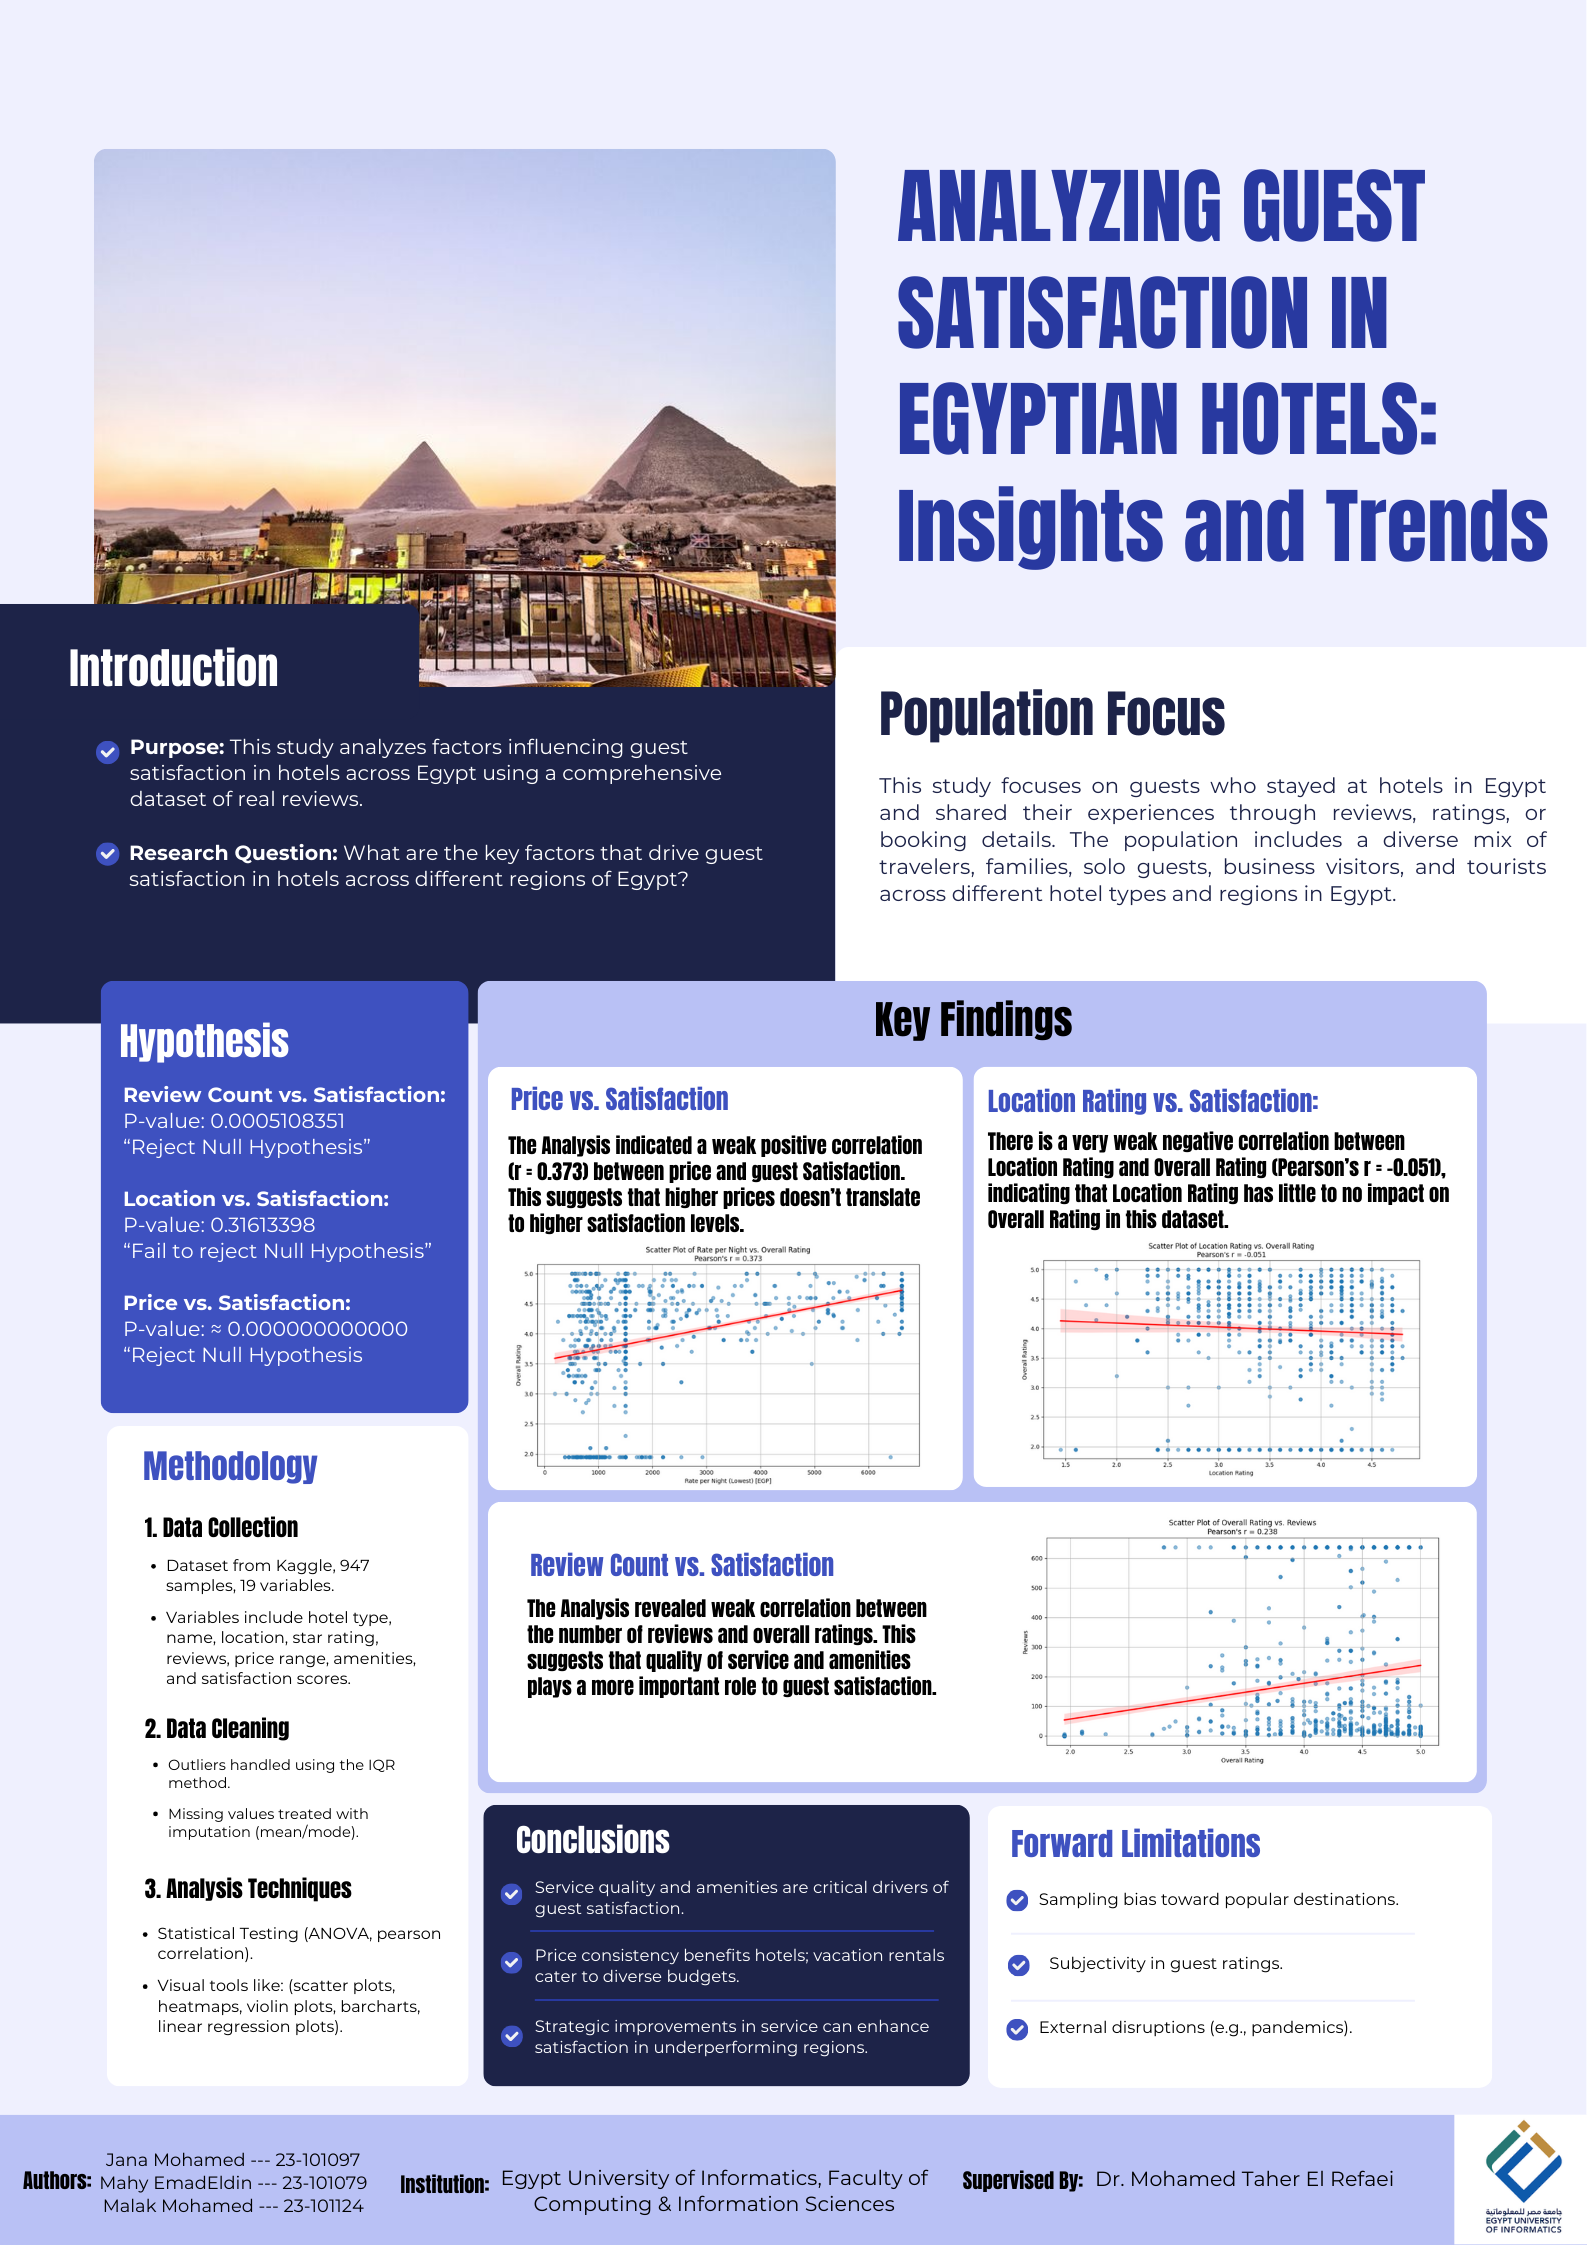 ANALYZING GUEST
SATISFACTION IN
EGYPTIAN HOTELS:
Insights and Trends
Introduction
Purpose: This study analyzes factors influencing guest
satisfaction in hotels across Egypt using a comprehensive
dataset of real reviews.
Research Question: What are the key factors that drive guest
satisfaction in hotels across different regions of Egypt?
Population Focus
This study focuses on guests who stayed at hotels in Egypt
and shared their experiences through reviews, ratings, or
booking details. The population includes a diverse mix of
travelers, families, solo guests, business visitors, and tourists
across different hotel types and regions in Egypt.
Hypothesis
Review Count vs. Satisfaction:
P-value: 0.0005108351
“Reject Null Hypothesis”
Location vs. Satisfaction:
P-value: 0.31613398
“Fail to reject Null Hypothesis”
Price vs. Satisfaction:
P-value: ≈ 0.000000000000
“Reject Null Hypothesis
Key Findings
Price vs. Satisfaction
The Analysis indicated a weak positive correlation
(r = 0.373) between price and guest Satisfaction.
This suggests that higher prices doesn’t translate
to higher satisfaction levels.
Scatter Plot of Rate per Night vs. Overall Rating
Pearson's r = 0.373
Overall Rating
5.0
4.5
4.0
3.5
3.0
2.5
2.0
0 1000 2000 3000 4000 5000 6000
Rate per Night (Lowest) [EGP]
Location Rating vs. Satisfaction:
There is a very weak negative correlation between
Location Rating and Overall Rating (Pearson’s r = -0.051),
indicating that Location Rating has little to no impact on
Overall Rating in this dataset.
Scatter Plot of Location Rating vs. Overall Rating
Pearson's r = -0.051
Overall Rating
5.0
4.5
4.0
3.5
3.0
2.5
2.0
1.5 2.0 2.5 3.0 3.5 4.0 4.5
Location Rating
Review Count vs. Satisfaction
The Analysis revealed weak correlation between
the number of reviews and overall ratings. This
suggests that quality of service and amenities
plays a more important role to guest satisfaction.
Scatter Plot of Overall Rating vs. Reviews
Pearson's r = 0.238
Reviews
600
500
400
300
200
100
0
2.0 2.5 3.0 3.5 4.0 4.5 5.0
Overall Rating
Methodology
1. Data Collection
• Dataset from Kaggle, 947
samples, 19 variables.
• Variables include hotel type,
name, location, star rating,
reviews, price range, amenities,
and satisfaction scores.
2. Data Cleaning
• Outliers handled using the IQR
method.
• Missing values treated with
imputation (mean/mode).
3. Analysis Techniques
• Statistical Testing (ANOVA, pearson
correlation).
• Visual tools like: (scatter plots,
heatmaps, violin plots, barcharts,
linear regression plots).
Conclusions
Service quality and amenities are critical drivers of
guest satisfaction.
Price consistency benefits hotels; vacation rentals
cater to diverse budgets.
Strategic improvements in service can enhance
satisfaction in underperforming regions.
Forward Limitations
Sampling bias toward popular destinations.
Subjectivity in guest ratings.
External disruptions (e.g., pandemics).
Authors:
Jana Mohamed --- 23-101097
Mahy EmadEldin --- 23-101079
Malak Mohamed --- 23-101124
Institution:
Egypt University of Informatics, Faculty of
Computing & Information Sciences
Supervised By: Dr. Mohamed Taher El Refaei
جامعة مصر للمعلوماتية
EGYPT UNIVERSITY
OF INFORMATICS